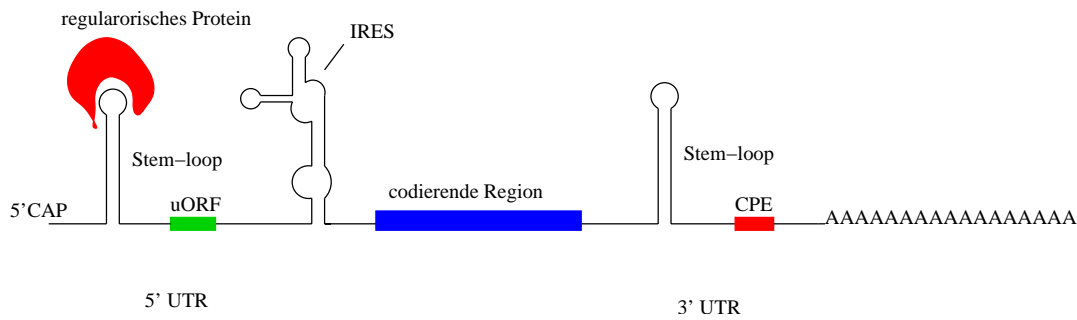 regularorisches Protein
IRES
Stem−loop
Stem−loop
codierende Region
5'CAP
uORF
CPE
AAAAAAAAAAAAAAAAA
5' UTR
3' UTR